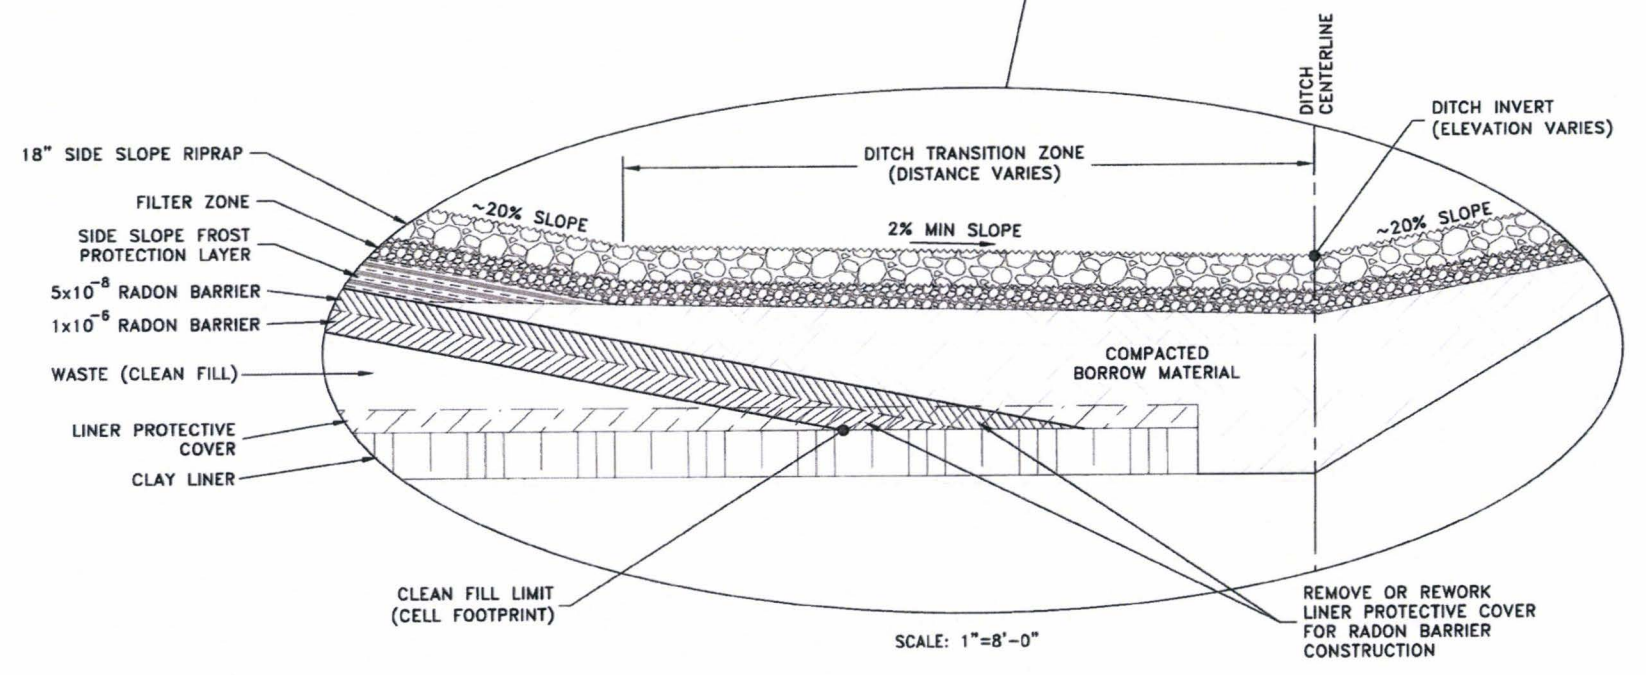 DITCH
CENTERLINE
DITCH INVERT
(ELEVATION VARIES)
18" SIDE SLOPE RIPRAP
DITCH TRANSITION ZONE
(DISTANCE VARIES)
FILTER ZONE
~20% SLOPE
2% MIN SLOPE
~20% SLOPE
SIDE SLOPE FROST
PROTECTION LAYER
5x10⁻⁸ RADON BARRIER
1x10⁻⁶ RADON BARRIER
COMPACTED
BORROW MATERIAL
WASTE (CLEAN FILL)
LINER PROTECTIVE
COVER
CLAY LINER
CLEAN FILL LIMIT
(CELL FOOTPRINT)
REMOVE OR REWORK
LINER PROTECTIVE COVER
FOR RADON BARRIER
CONSTRUCTION
SCALE: 1"=8'-0"